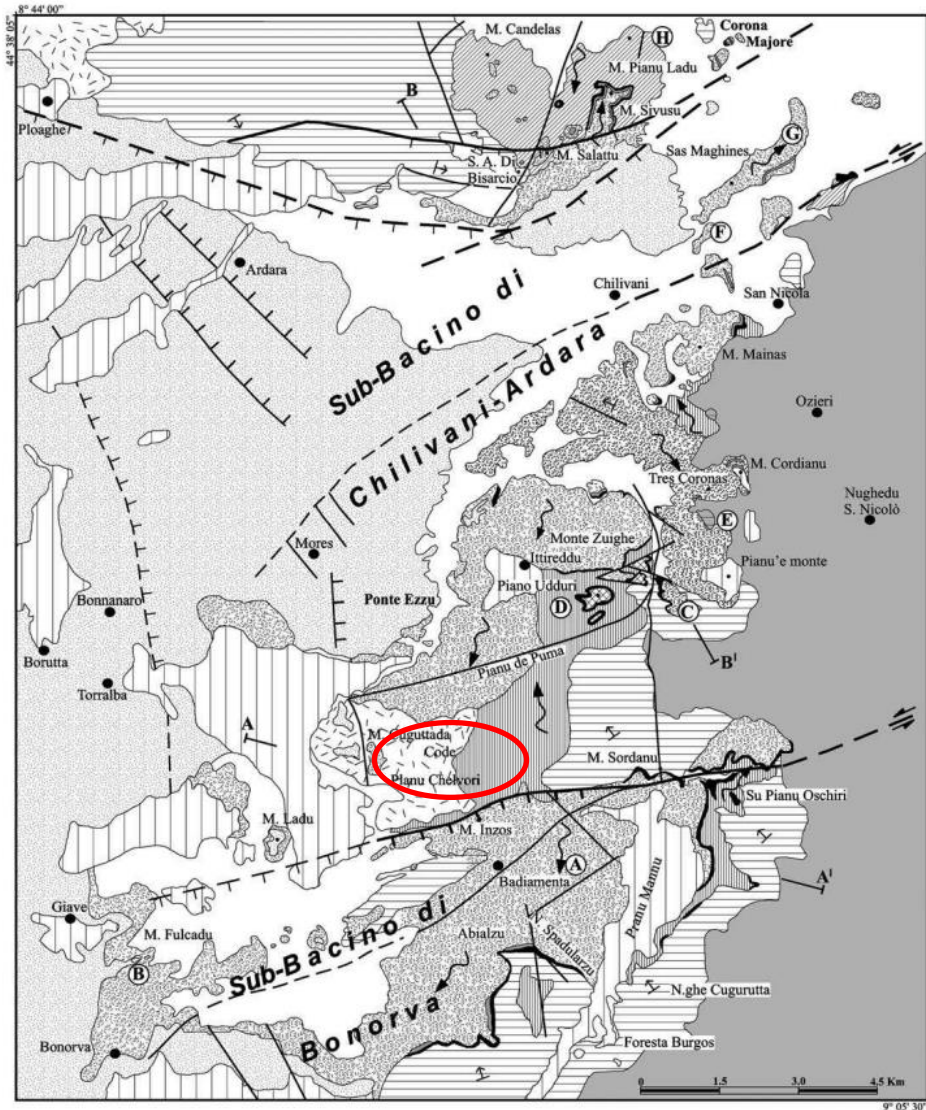 8° 44' 00"
44° 38' 05"
M. Candelas
H
Corona
Majore
M. Pianu Ladu
B
M. Sivusu
Ploaghe
G
Sas Maghines
S. A. Di
Bisarcio
M. Salattu
F
Ardara
Chilivani
San Nicola
Sub-Bacino di
Chilivani-Ardara
M. Mainas
Ozieri
M. Cordianu
Tres Coronas
Nughedu
S. Nicolò
E
Mores
Monte Zuighe
Ittireddu
Piano Udduri
Pianu'e monte
Ponte Ezzu
D
C
Bonnanaro
Borutta
Pianu de Puma
B¹
Torralba
A
M. Cuguttada
Code
Planu Chelvori
M. Sordanu
Su Pianu Oschiri
M. Ladu
M. Inzos
A
Badiamenta
A¹
Giave
Pranu Mannu
M. Fulcadu
Abialzu
Spadularzu
Sub-Bacino di
Bonorva
B
N.ghe Cugurutta
Foresta Burgos
Bonorva
0 1.5 3.0 4.5 Km
9° 05' 30"